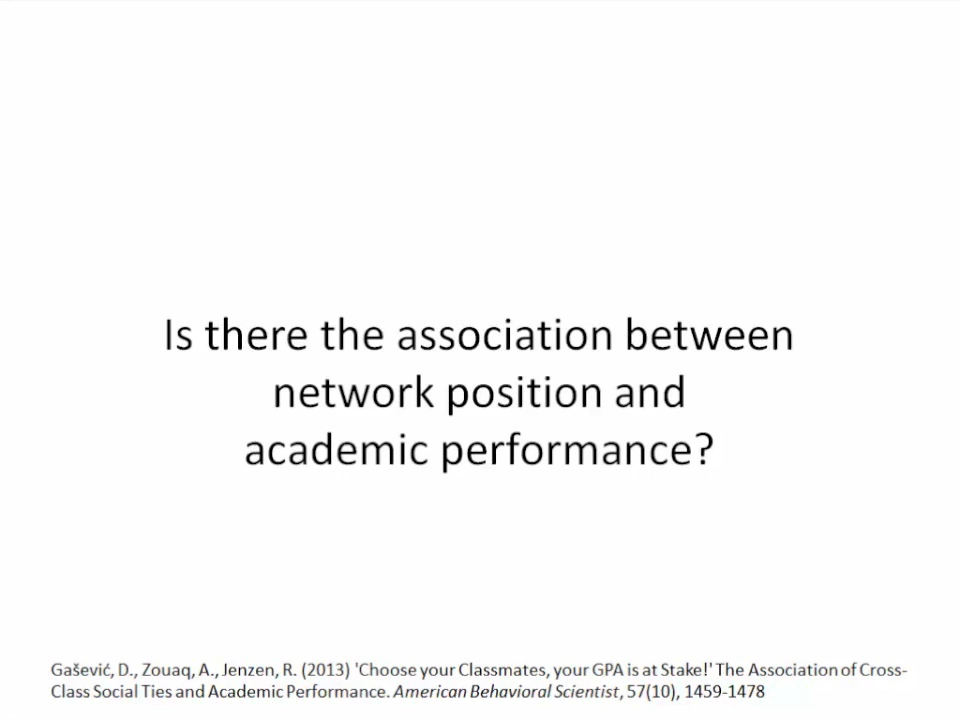 Is there the association between
network position and
academic performance?
Gašević, D., Zouaq, A., Jenzen, R. (2013) 'Choose your Classmates, your GPA is at Stake!' The Association of Cross-
Class Social Ties and Academic Performance. American Behavioral Scientist, 57(10), 1459-1478